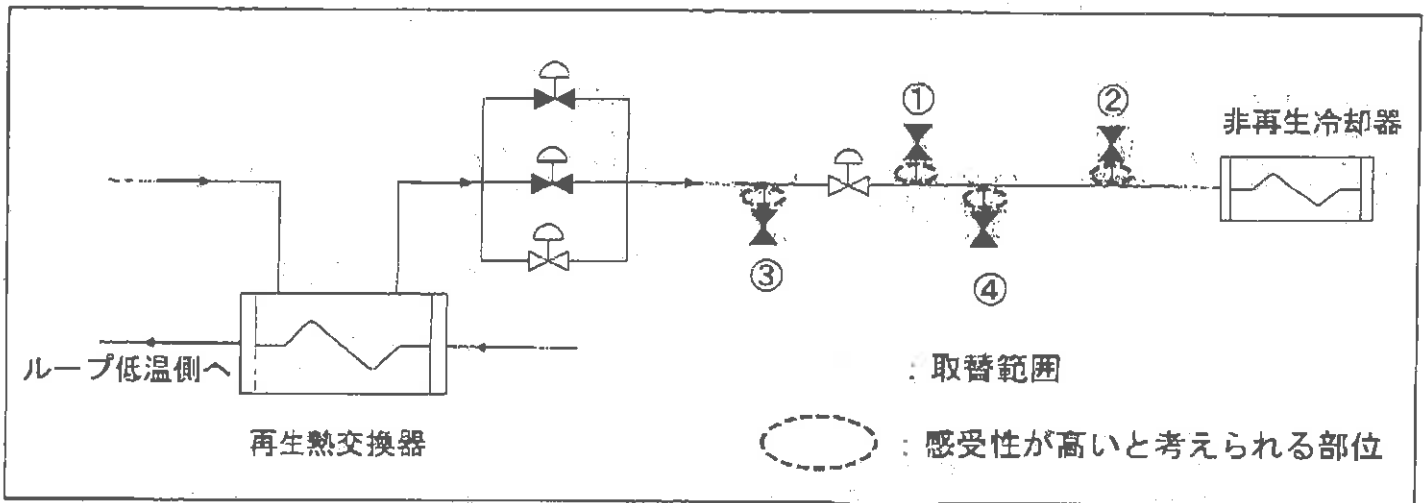 ① ②
非再生冷却器
③ ④
ループ低温側へ
: 取替範囲
再生熱交換器
: 感受性が高いと考えられる部位